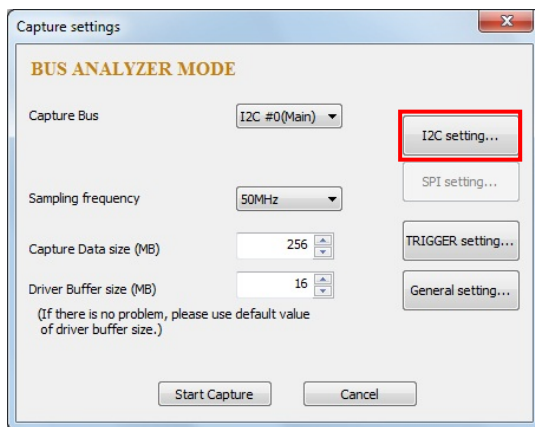 Capture settings
BUS ANALYZER MODE
Capture Bus
I2C #0(Main)
I2C setting...
SPI setting...
Sampling frequency
50MHz
TRIGGER setting...
Capture Data size (MB)
256
Driver Buffer size (MB)
16
General setting...
(If there is no problem, please use default value
of driver buffer size.)
Start Capture
Cancel